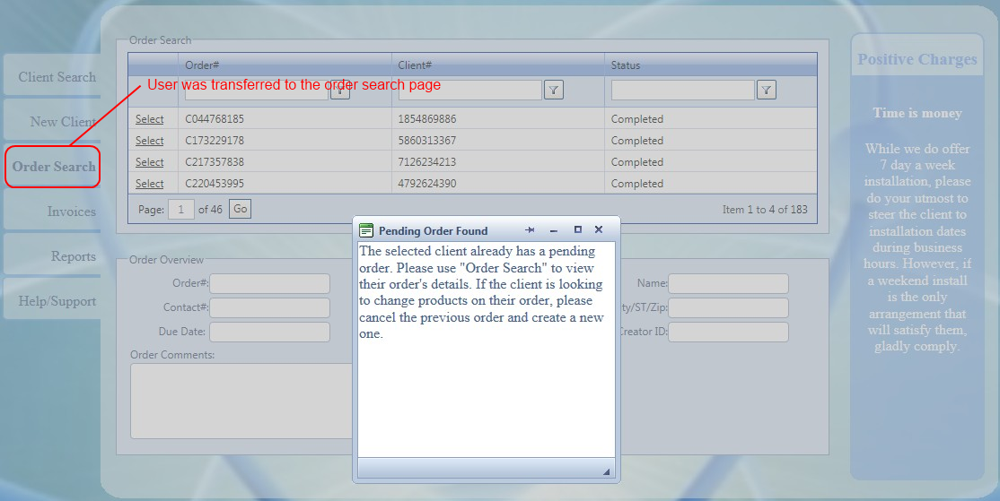 Client Search
New Client
Order Search
Invoices
Reports
Help/Support
Order Search
Order# Client# Status
User was transferred to the order search page
Select C044768185 1854869886 Completed
Select C173229178 5860313367 Completed
Select C217357838 7126234213 Completed
Select C220453995 4792624390 Completed
Page: 1 of 46 Go Item 1 to 4 of 183
Order Overview
Order#:
Contact#:
Due Date:
Order Comments:
Name:
ty/ST/Zip:
Creator ID:
Pending Order Found
The selected client already has a pending
order. Please use "Order Search" to view
their order's details. If the client is looking
to change products on their order, please
cancel the previous order and create a new
one.
Positive Charges
Time is money
While we do offer
7 day a week
installation, please
do your utmost to
steer the client to
installation dates
during business
hours. However, if
a weekend install
is the only
arrangement that
will satisfy them,
gladly comply.